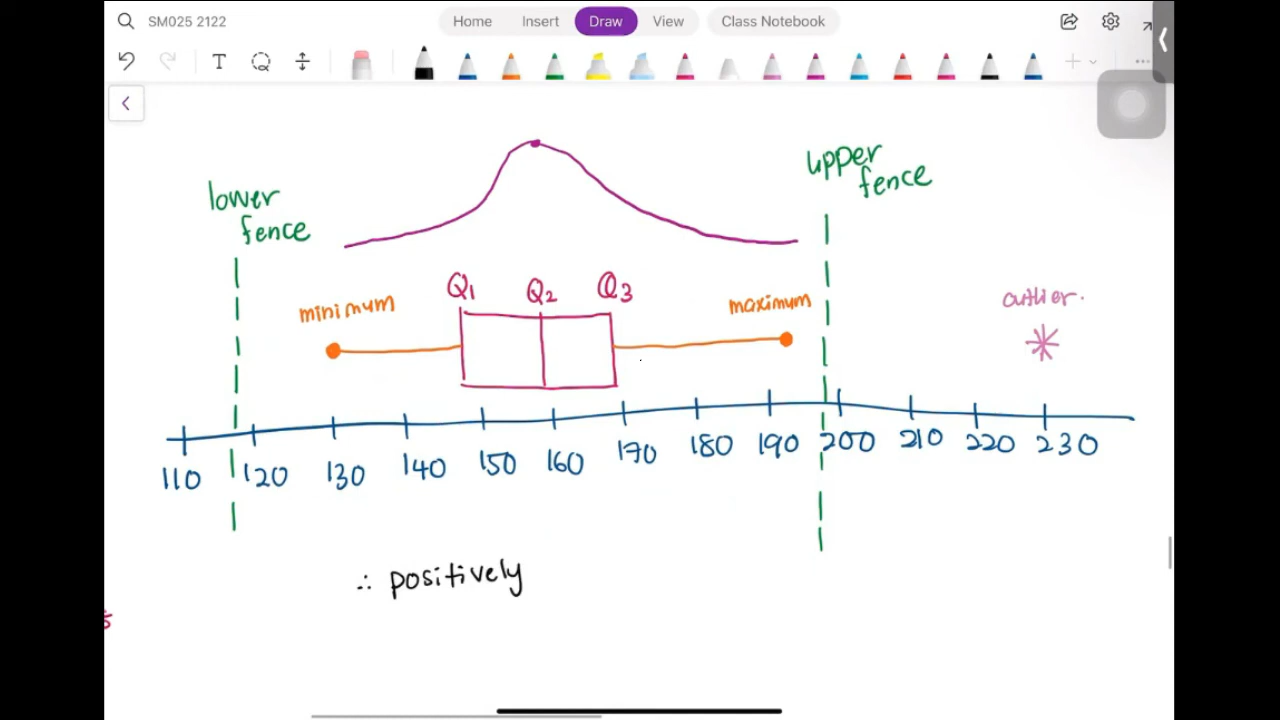 SM025 2122
Home Insert Draw View Class Notebook
T
lower
fence
upper
fence
Q1 Q2 Q3
minimum
maximum
outlier.
110 120 130 140 150 160 170 180 190 200 210 220 230
∴ positively